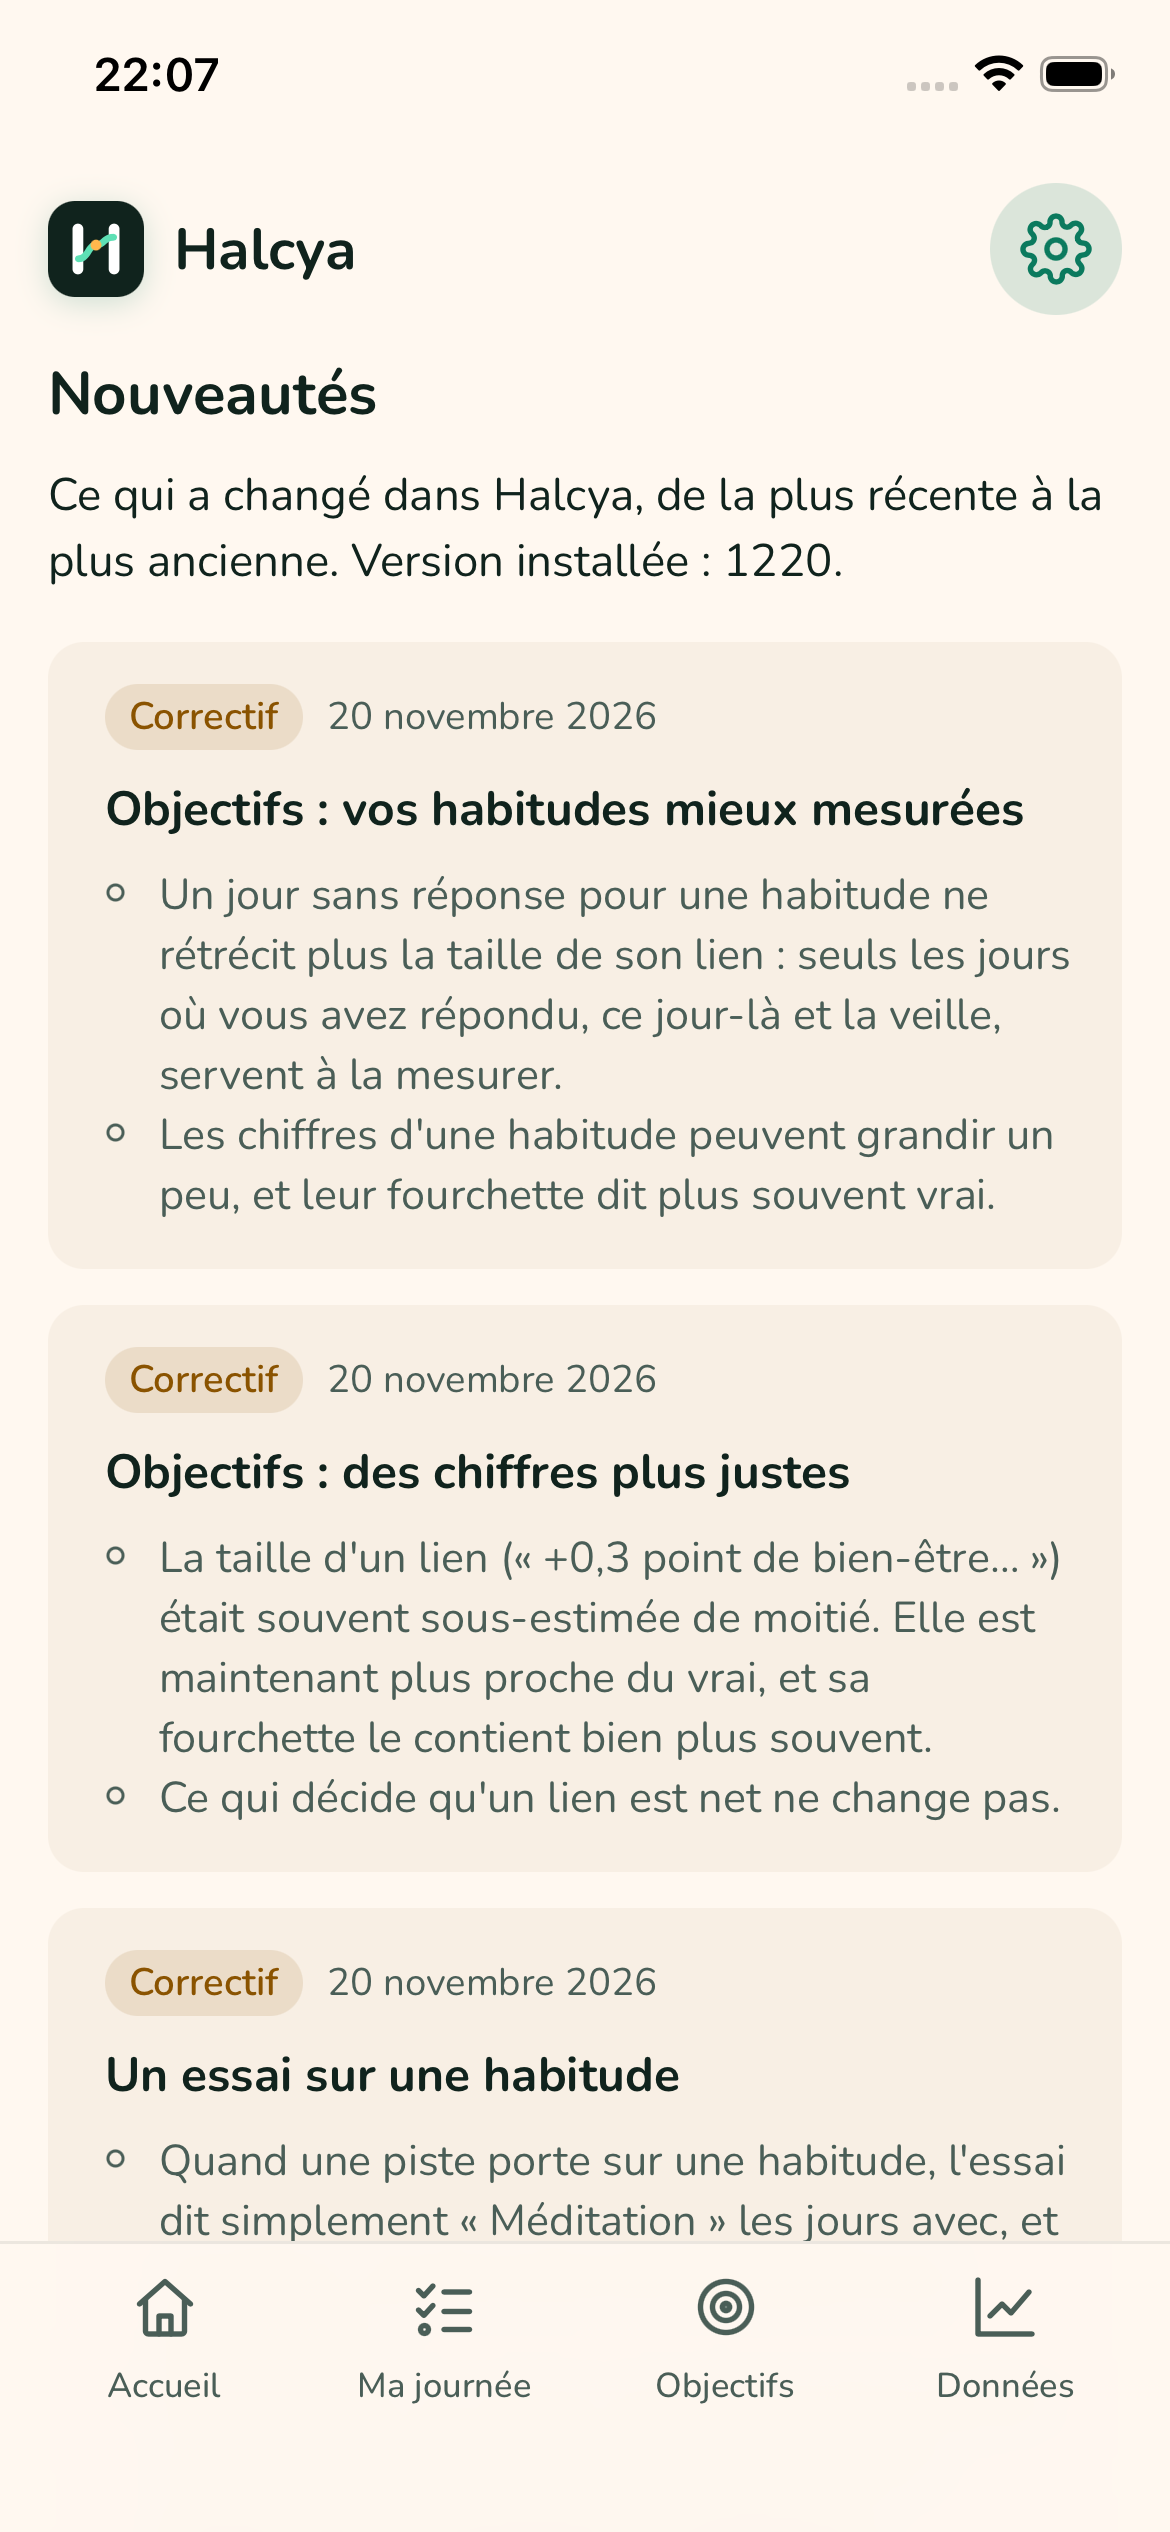 22:07
Halcya
Nouveautés
Ce qui a changé dans Halcya, de la plus récente à la
plus ancienne. Version installée : 1220.
Correctif 20 novembre 2026
Objectifs : vos habitudes mieux mesurées
Un jour sans réponse pour une habitude ne
rétrécit plus la taille de son lien : seuls les jours
où vous avez répondu, ce jour-là et la veille,
servent à la mesurer.
Les chiffres d'une habitude peuvent grandir un
peu, et leur fourchette dit plus souvent vrai.
Correctif 20 novembre 2026
Objectifs : des chiffres plus justes
La taille d'un lien (« +0,3 point de bien-être... »)
était souvent sous-estimée de moitié. Elle est
maintenant plus proche du vrai, et sa
fourchette le contient bien plus souvent.
Ce qui décide qu'un lien est net ne change pas.
Correctif 20 novembre 2026
Un essai sur une habitude
Quand une piste porte sur une habitude, l'essai
dit simplement « Méditation » les jours avec, et
Accueil Ma journée Objectifs Données